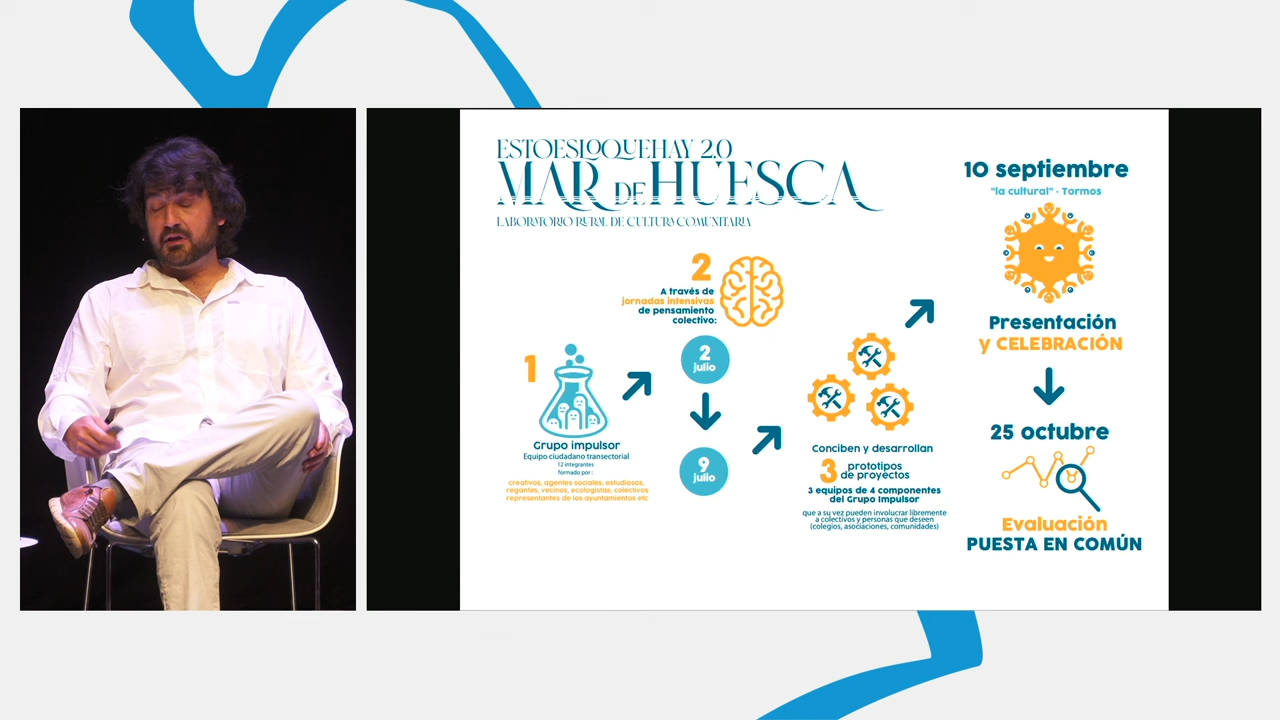 ESTOESLOQUEHAY 2.0
MAR DE HUESCA
LABORATORIO RURAL DE CULTURA COMUNITARIA
1
Grupo impulsor
Equipo ciudadano transectorial
12 integrantes
formado por:
creativos, agentes sociales, estudiosos,
regantes, vecinos, ecologistas, colectivos
representantes de los ayuntamientos etc
2
A través de
jornadas intensivas
de pensamiento
colectivo:
2
julio
9
julio
Conciben y desarrollan
3 prototipos
de proyectos
3 equipos de 4 componentes
del Grupo Impulsor
que a su vez pueden involucrar libremente
a colectivos y personas que deseen
(colegios, asociaciones, comunidades)
10 septiembre
"la cultural" · Tormos
Presentación
y CELEBRACIÓN
25 octubre
Evaluación
PUESTA EN COMÚN